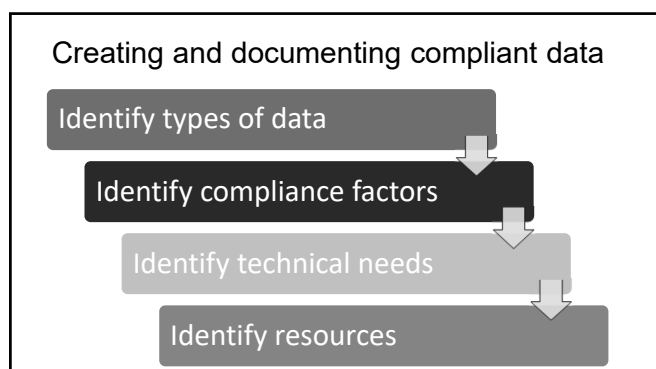 Creating and documenting compliant data
Identify types of data
Identify compliance factors
Identify technical needs
Identify resources